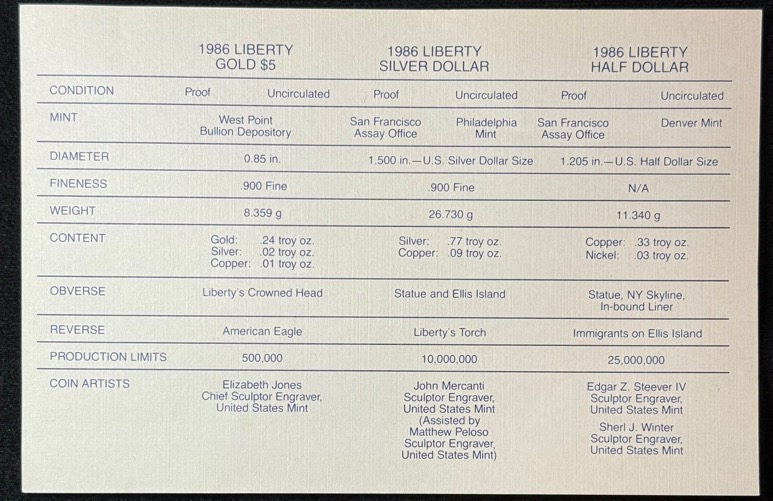 1986 LIBERTY GOLD $5
1986 LIBERTY SILVER DOLLAR
1986 LIBERTY HALF DOLLAR
CONDITION Proof Uncirculated Proof Uncirculated Proof Uncirculated
MINT West Point Bullion Depository San Francisco Assay Office Philadelphia Mint San Francisco Assay Office Denver Mint
DIAMETER 0.85 in. 1.500 in.—U.S. Silver Dollar Size 1.205 in.—U.S. Half Dollar Size
FINENESS .900 Fine .900 Fine N/A
WEIGHT 8.359 g 26.730 g 11.340 g
CONTENT Gold: .24 troy oz. Silver: .77 troy oz. Copper: .33 troy oz.
Silver: .02 troy oz. Copper: .09 troy oz. Nickel: .03 troy oz.
Copper: .01 troy oz.
OBVERSE Liberty's Crowned Head Statue and Ellis Island Statue, NY Skyline,
In-bound Liner
REVERSE American Eagle Liberty's Torch Immigrants on Ellis Island
PRODUCTION LIMITS 500,000 10,000,000 25,000,000
COIN ARTISTS
Elizabeth Jones
Chief Sculptor Engraver,
United States Mint
John Mercanti
Sculptor Engraver,
United States Mint
(Assisted by
Matthew Peloso
Sculptor Engraver,
United States Mint)
Edgar Z. Steever IV
Sculptor Engraver,
United States Mint
Sherl J. Winter
Sculptor Engraver,
United States Mint